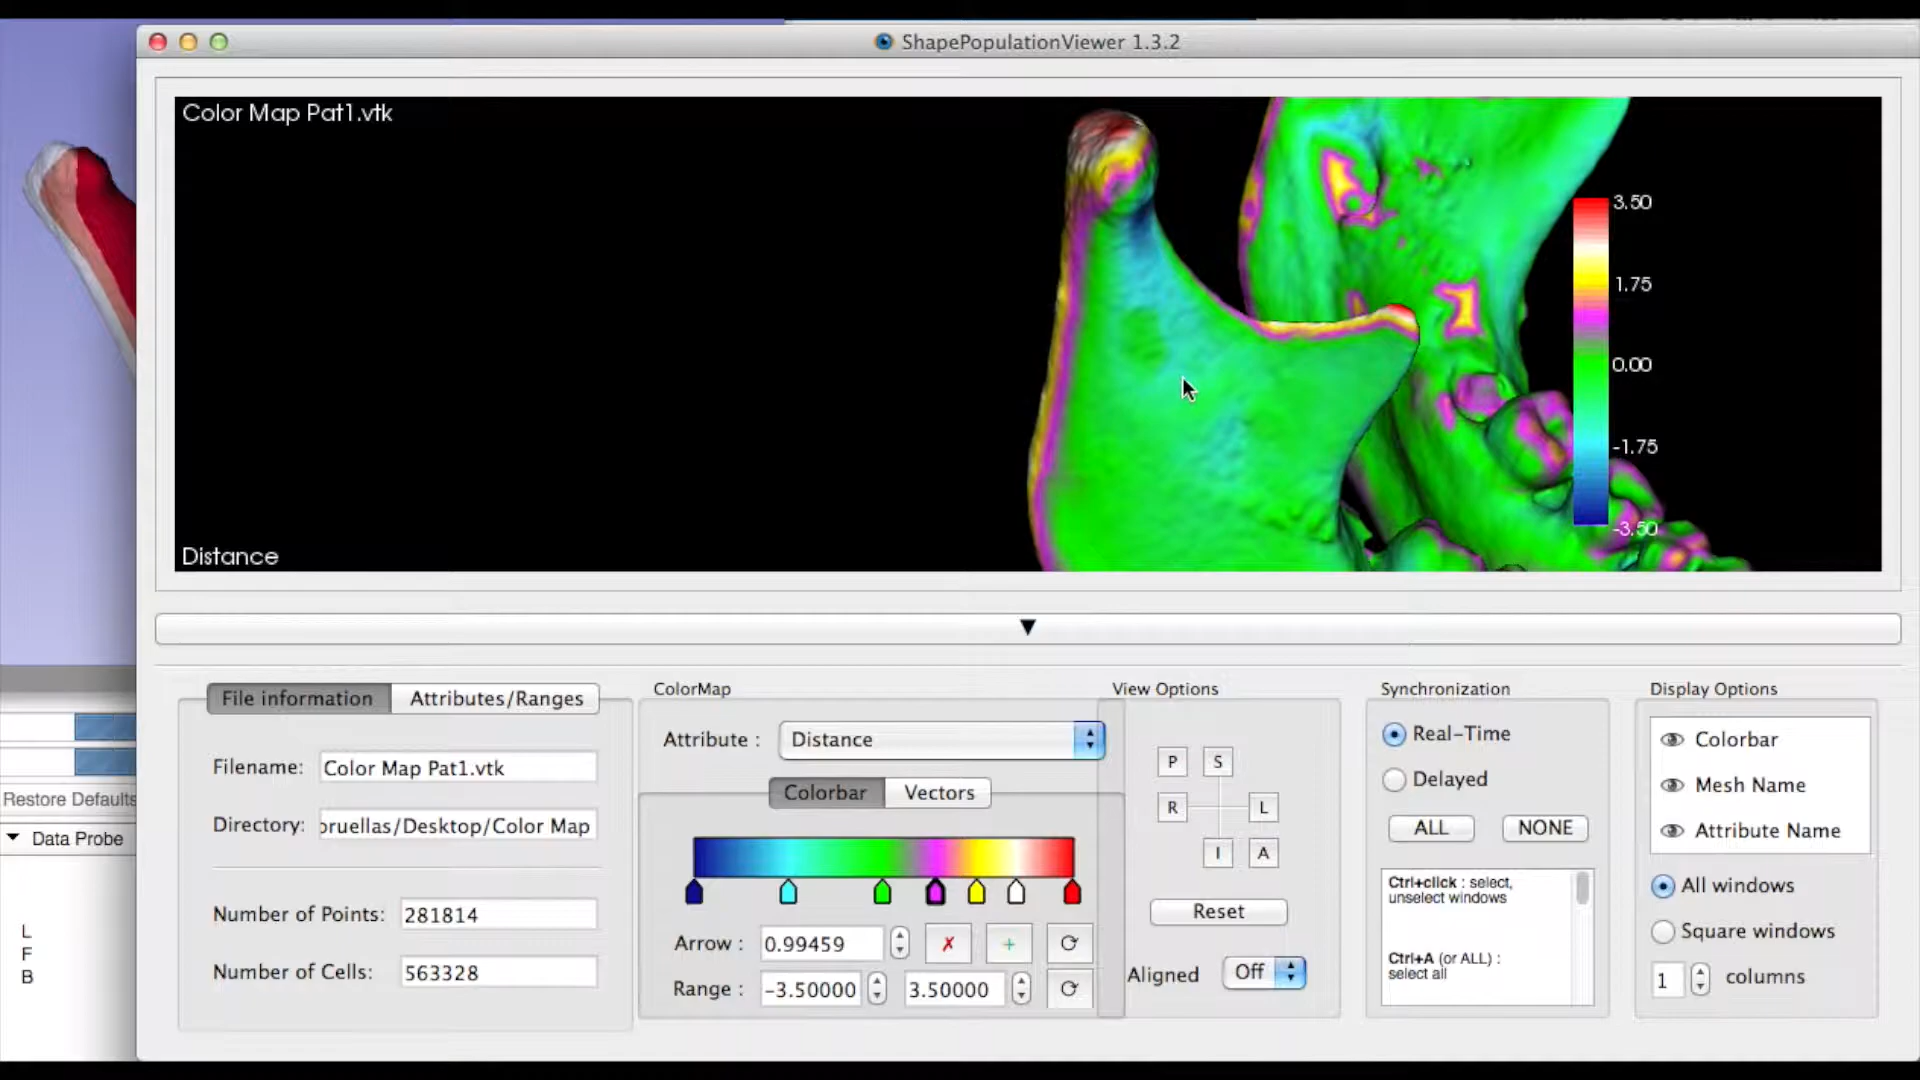 ShapePopulationViewer 1.3.2
Color Map Pat1.vtk
3.50
1.75
0.00
-1.75
-3.50
Distance
File information
Attributes/Ranges
Filename: Color Map Pat1.vtk
Directory: oruellas/Desktop/Color Map
Number of Points: 281814
Number of Cells: 563328
ColorMap
Attribute : Distance
Colorbar
Vectors
Arrow : 0.99459
Range : -3.50000 3.50000
View Options
P S
R L
I A
Reset
Aligned Off
Synchronization
Real-Time
Delayed
ALL NONE
Ctrl+click : select,
unselect windows
Ctrl+A (or ALL) :
select all
Display Options
Colorbar
Mesh Name
Attribute Name
All windows
Square windows
1 columns
Restore Defaults
Data Probe
L
F
B